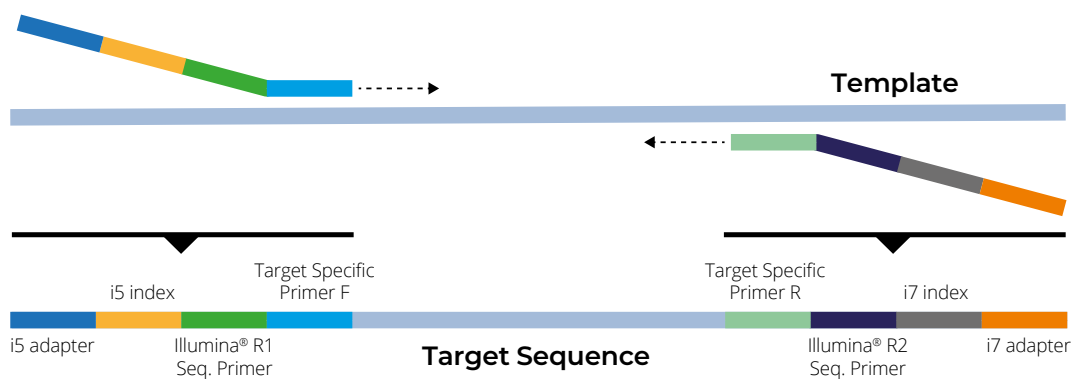 Template
Target Specific
Primer F
Target Specific
Primer R
i5 index
i7 index
i5 adapter
Illumina® R1
Seq. Primer
Target Sequence
Illumina® R2
Seq. Primer
i7 adapter